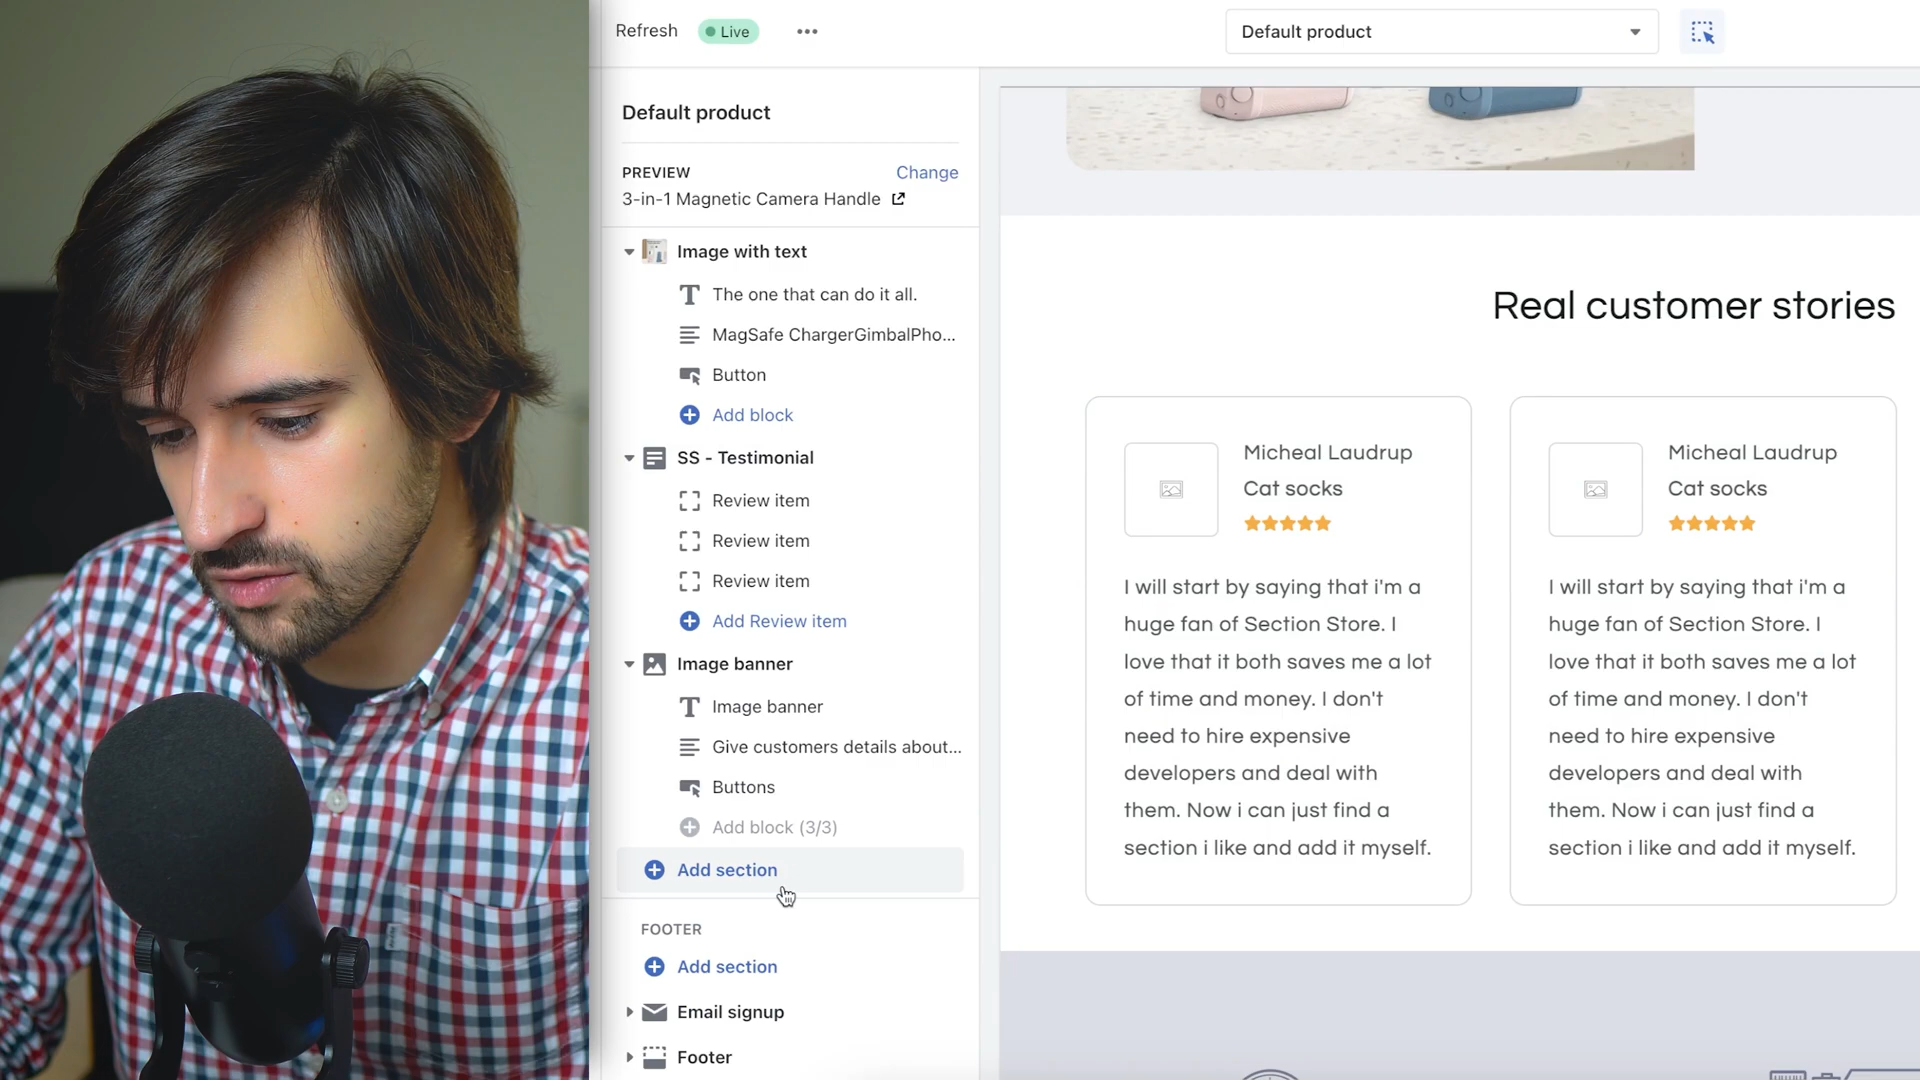 Refresh
Live
Default product
Default product
PREVIEW
Change
3-in-1 Magnetic Camera Handle
Image with text
The one that can do it all.
MagSafe ChargerGimbalPho...
Button
Add block
SS - Testimonial
Review item
Review item
Review item
Add Review item
Image banner
Image banner
Give customers details about...
Buttons
Add block (3/3)
Add section
FOOTER
Add section
Email signup
Footer
Real customer stories
Micheal Laudrup
Cat socks
I will start by saying that i'm a
huge fan of Section Store. I
love that it both saves me a lot
of time and money. I don't
need to hire expensive
developers and deal with
them. Now i can just find a
section i like and add it myself.
Micheal Laudrup
Cat socks
I will start by saying that i'm a
huge fan of Section Store. I
love that it both saves me a lot
of time and money. I don't
need to hire expensive
developers and deal with
them. Now i can just find a
section i like and add it myself.